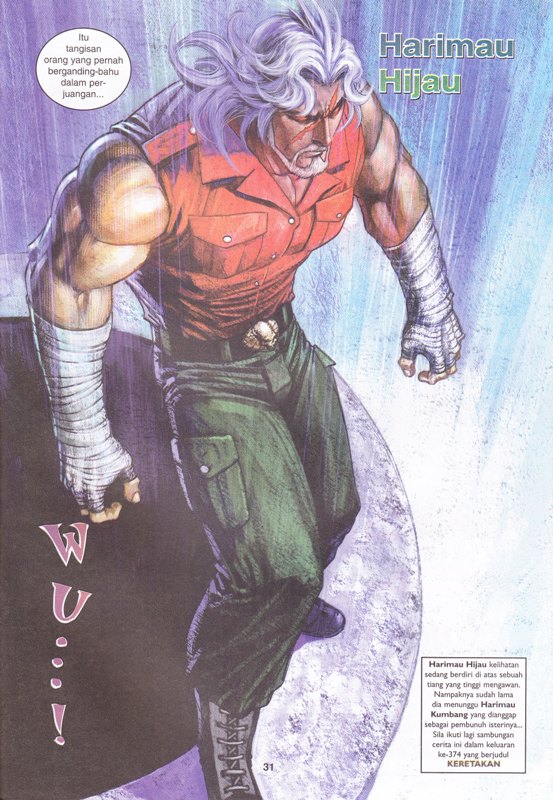 Itu
tangisan
orang yang pernah
berganding-bahu
dalam per-
juangan...
Harimau
Hijau
WU...!
Harimau Hijau kelihatan
sedang berdiri di atas sebuah
tiang yang tinggi mengawan.
Nampaknya sudah lama
dia menunggu Harimau
Kumbang yang dianggap
sebagai pembunuh isterinya...
Sila ikuti lagi sambungan
cerita ini dalam keluaran
ke-374 yang berjudul
KERETAKAN
31